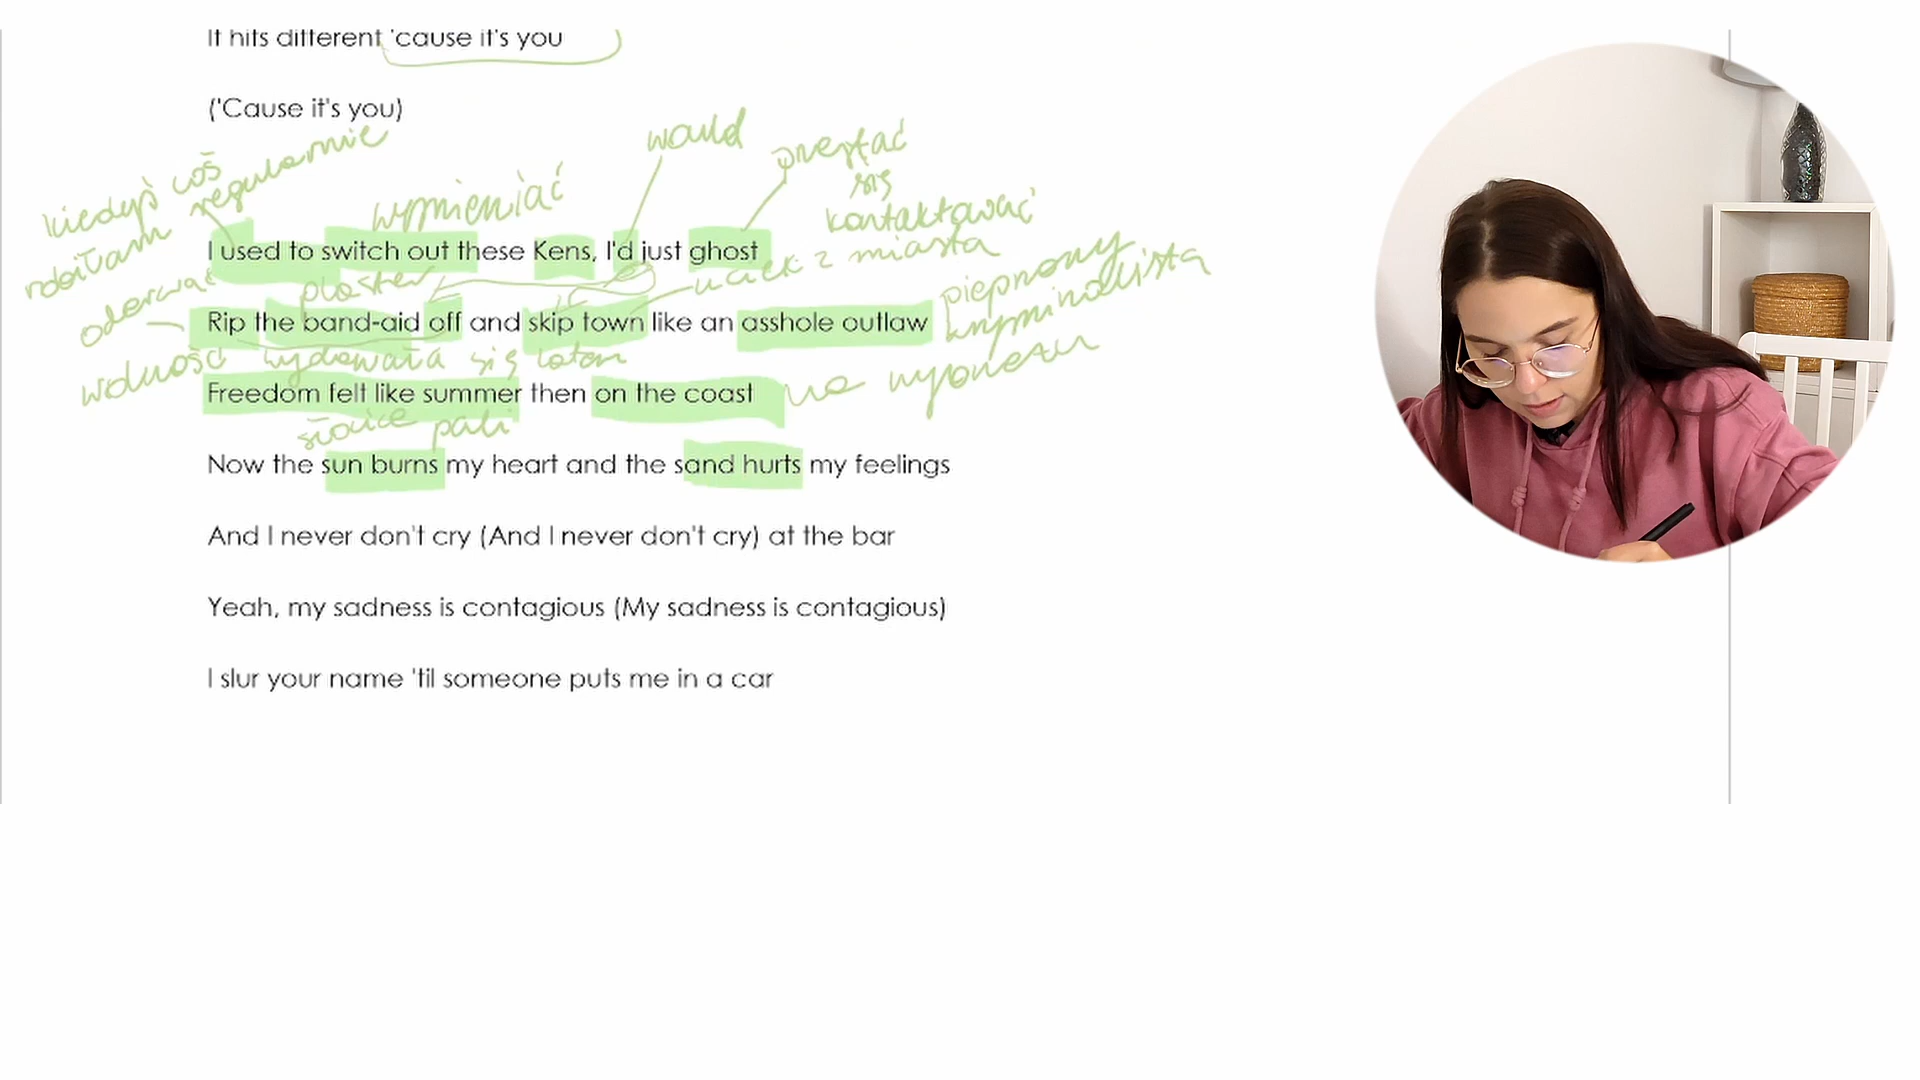 It hits different 'cause it's you
('Cause it's you)
would
przestać
się
kontaktować
kiedyś coś
regularnie
robiłam
wymieniać
I used to switch out these Kens, I'd just ghost
oderwać
plaster
uciec z miasta
pieprzony
kryminalista
Rip the band-aid off and skip town like an asshole outlaw
wolność wydawała się latem
Freedom felt like summer then on the coast
na wybrzeżu
słońce pali
Now the sun burns my heart and the sand hurts my feelings
And I never don't cry (And I never don't cry) at the bar
Yeah, my sadness is contagious (My sadness is contagious)
I slur your name 'til someone puts me in a car